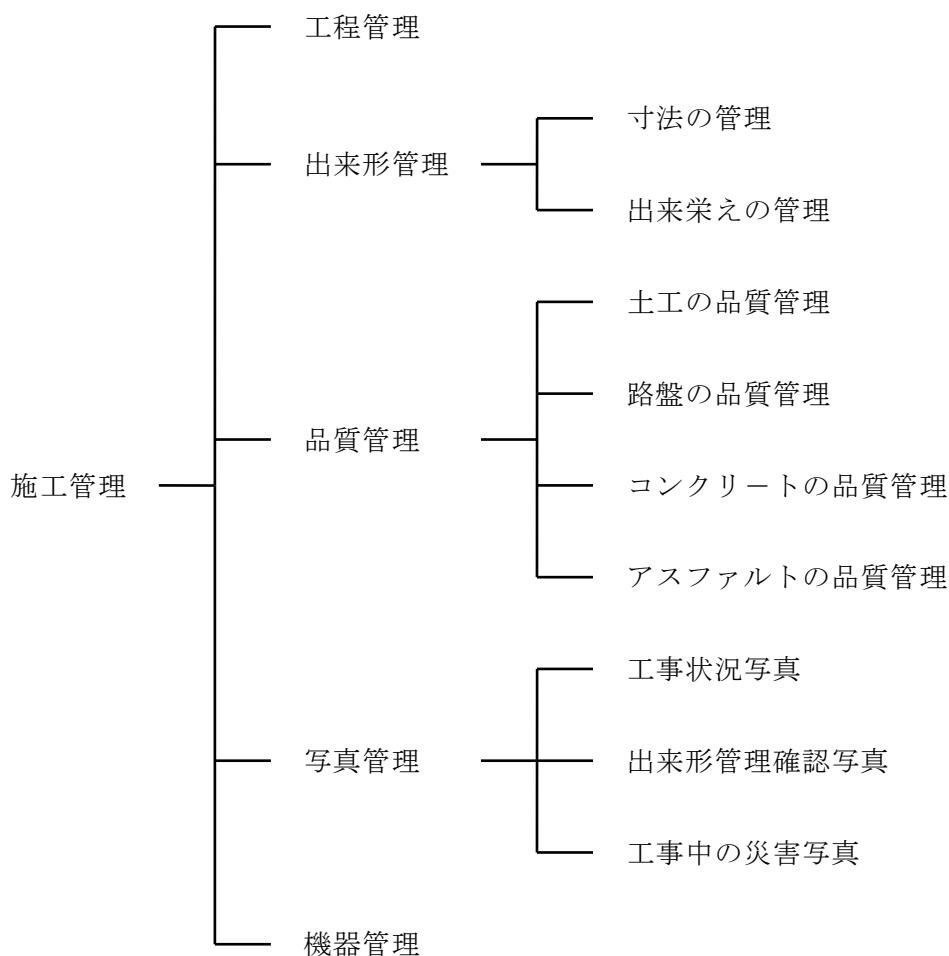 工程管理
寸法の管理
出来形管理
出来栄えの管理
土工の品質管理
路盤の品質管理
品質管理
施工管理
コンクリートの品質管理
アスファルトの品質管理
工事状況写真
写真管理
出来形管理確認写真
工事中の災害写真
機器管理